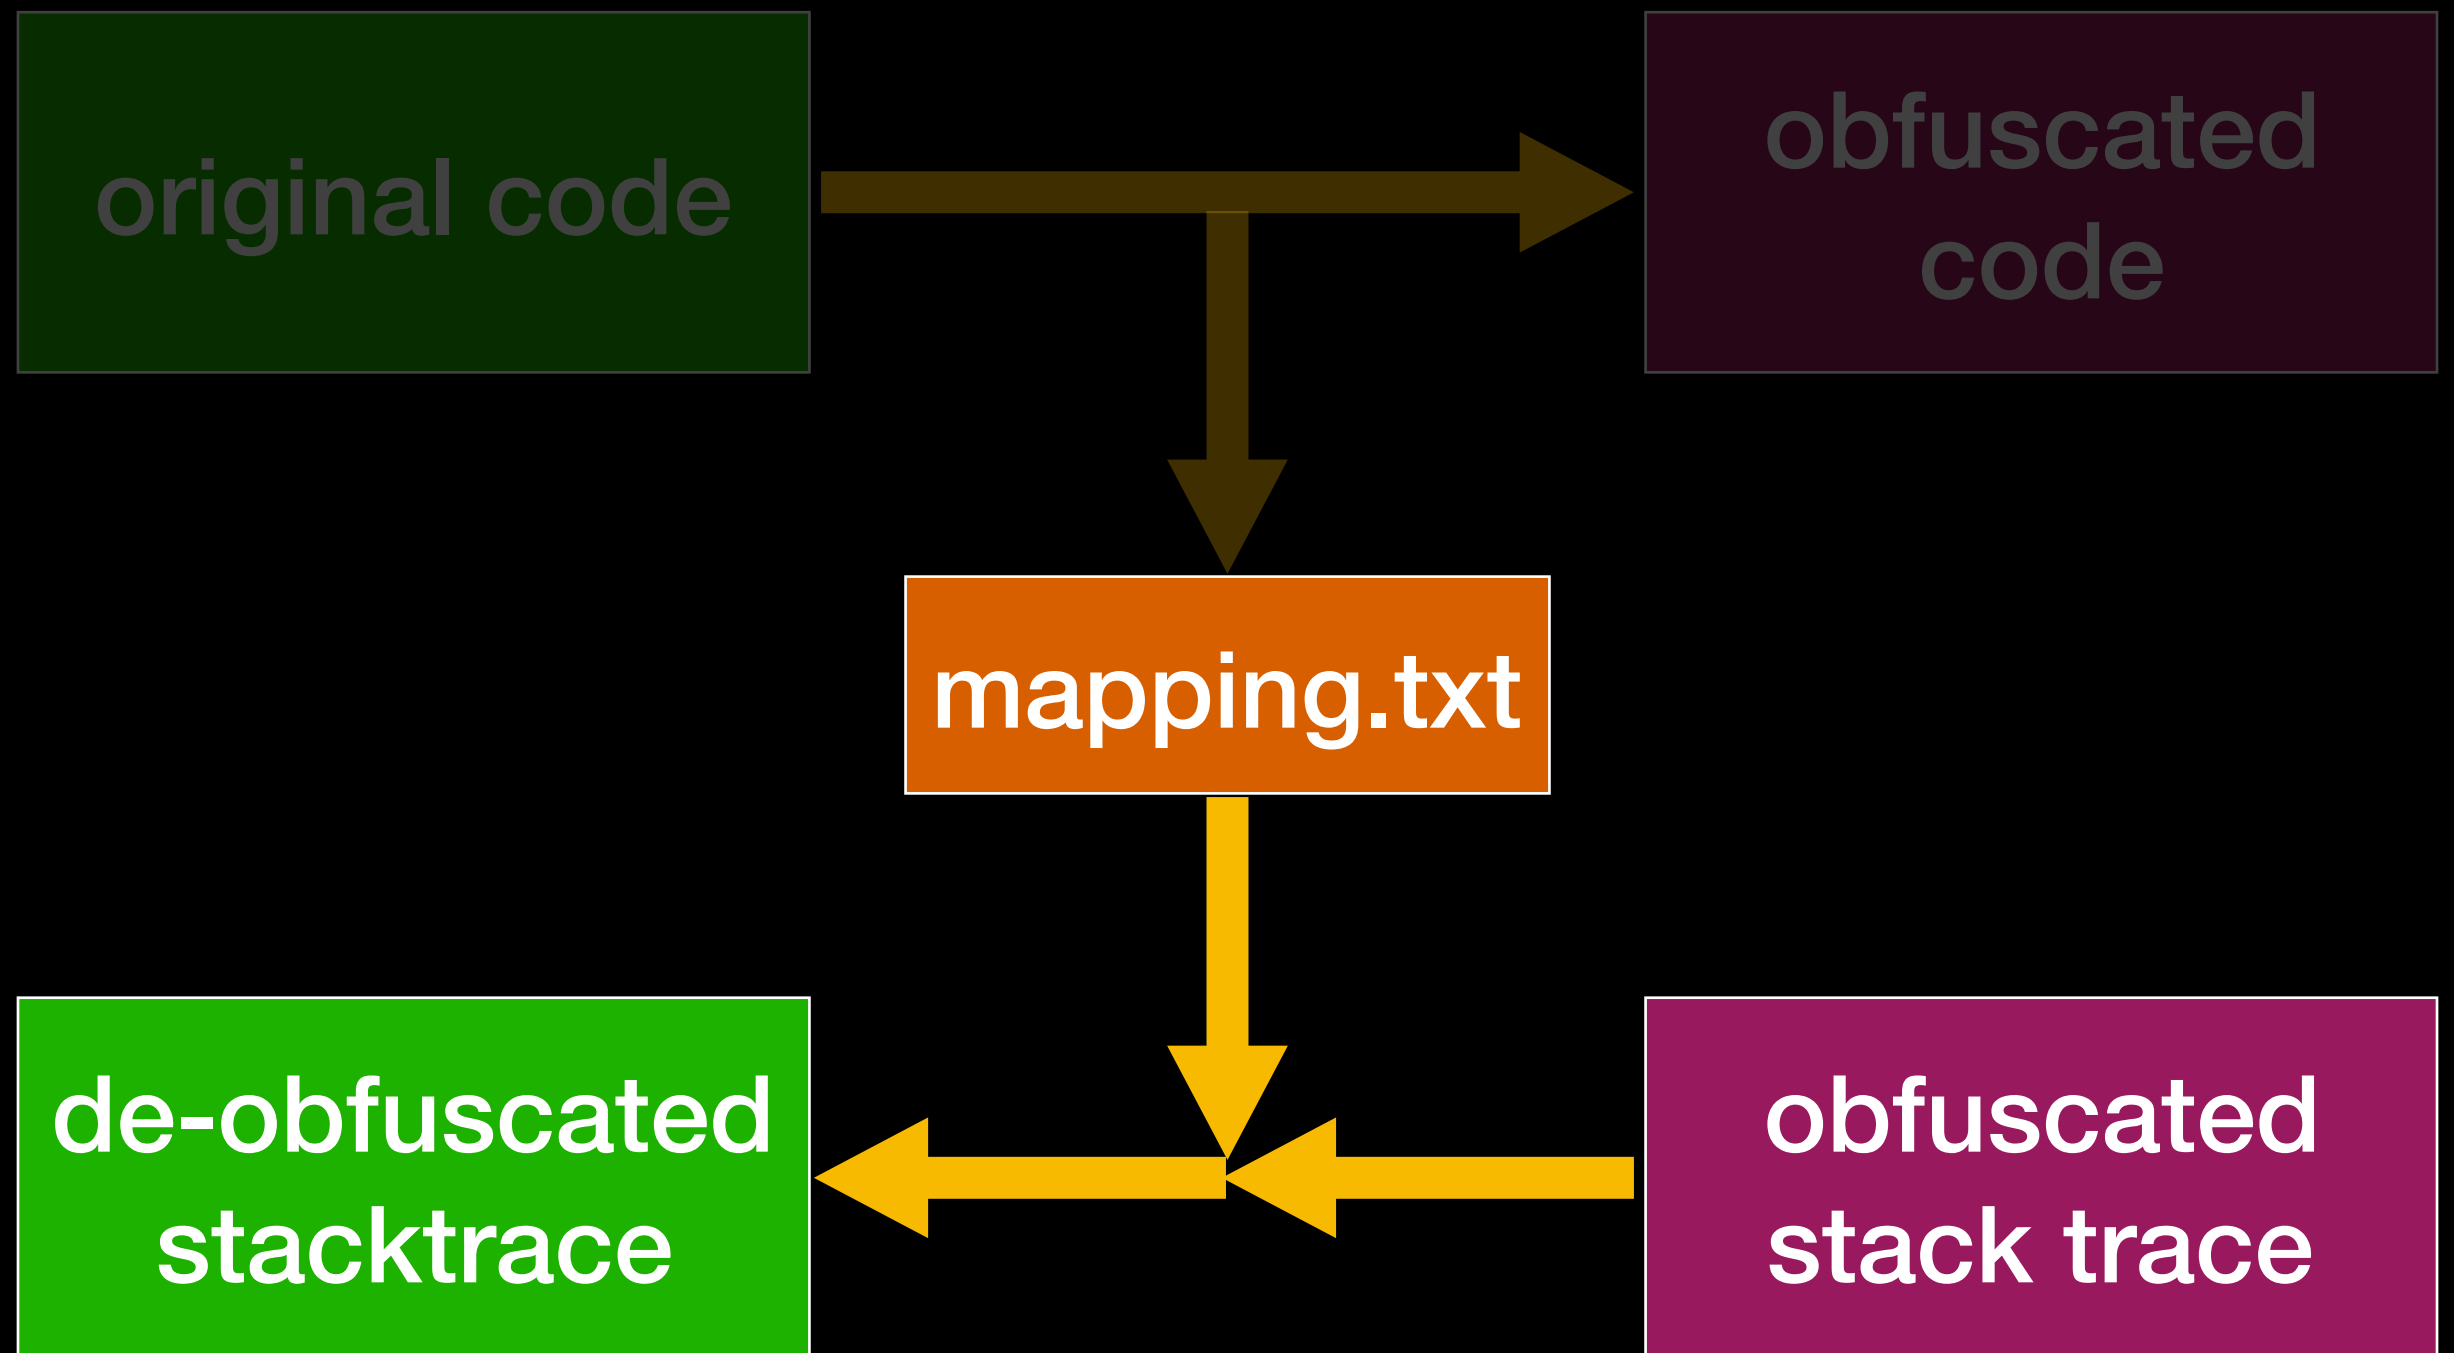 original code
obfuscated
code
mapping.txt
de-obfuscated
stacktrace
obfuscated
stack trace